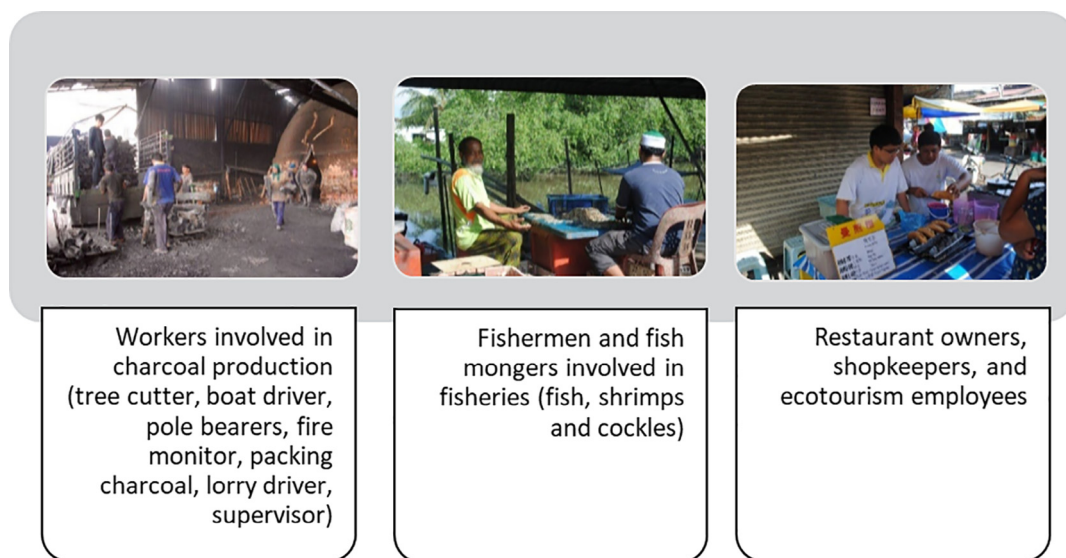 Workers involved in
charcoal production
(tree cutter, boat driver,
pole bearers, fire
monitor, packing
charcoal, lorry driver,
supervisor)
Fishermen and fish
mongers involved in
fisheries (fish, shrimps
and cockles)
Restaurant owners,
shopkeepers, and
ecotourism employees